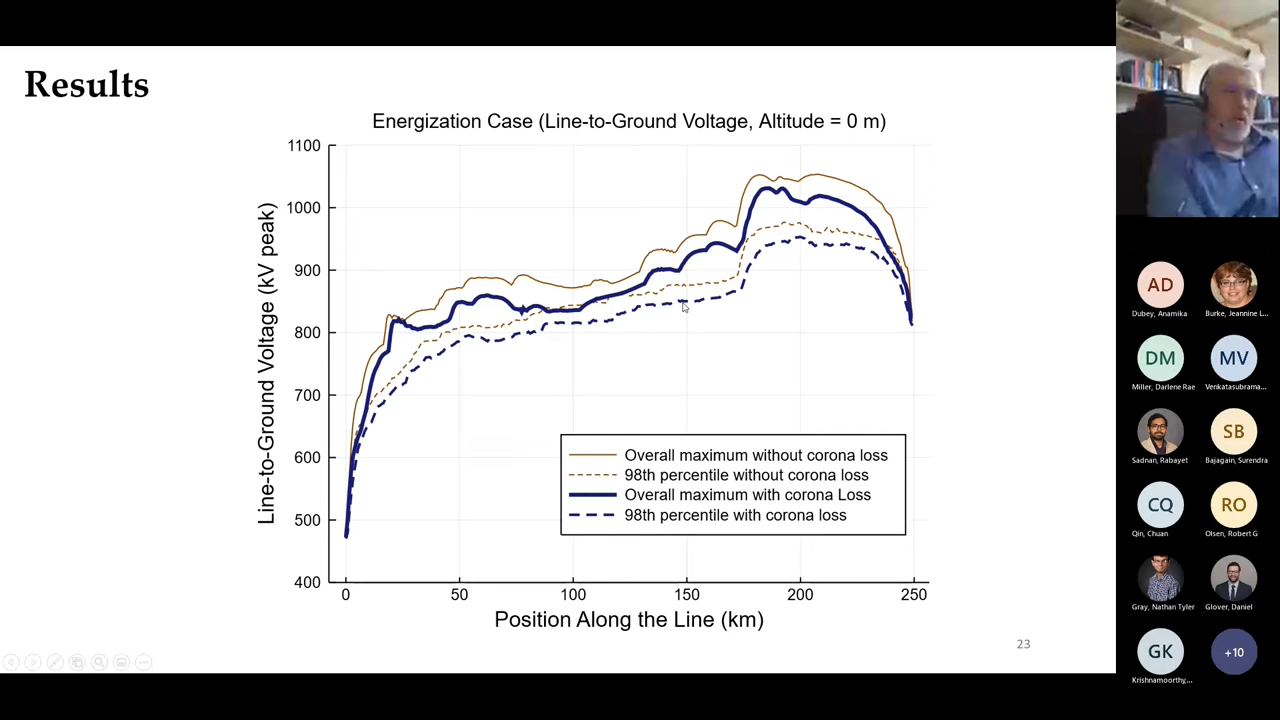 Results
Energization Case (Line-to-Ground Voltage, Altitude = 0 m)
Line-to-Ground Voltage (kV peak)
1100
1000
900
800
700
600
500
400
0 50 100 150 200 250
Position Along the Line (km)
Overall maximum without corona loss
98th percentile without corona loss
Overall maximum with corona Loss
98th percentile with corona loss
23
AD
Dubey, Anamika
Burke, Jeannine L...
DM
Miller, Darlene Rae
MV
Venkatasubrama...
Sadnan, Rabayet
SB
Bajagain, Surendra
CQ
Qin, Chuan
RO
Olsen, Robert G
Gray, Nathan Tyler
Glover, Daniel
GK
Krishnamoorthy,...
+10